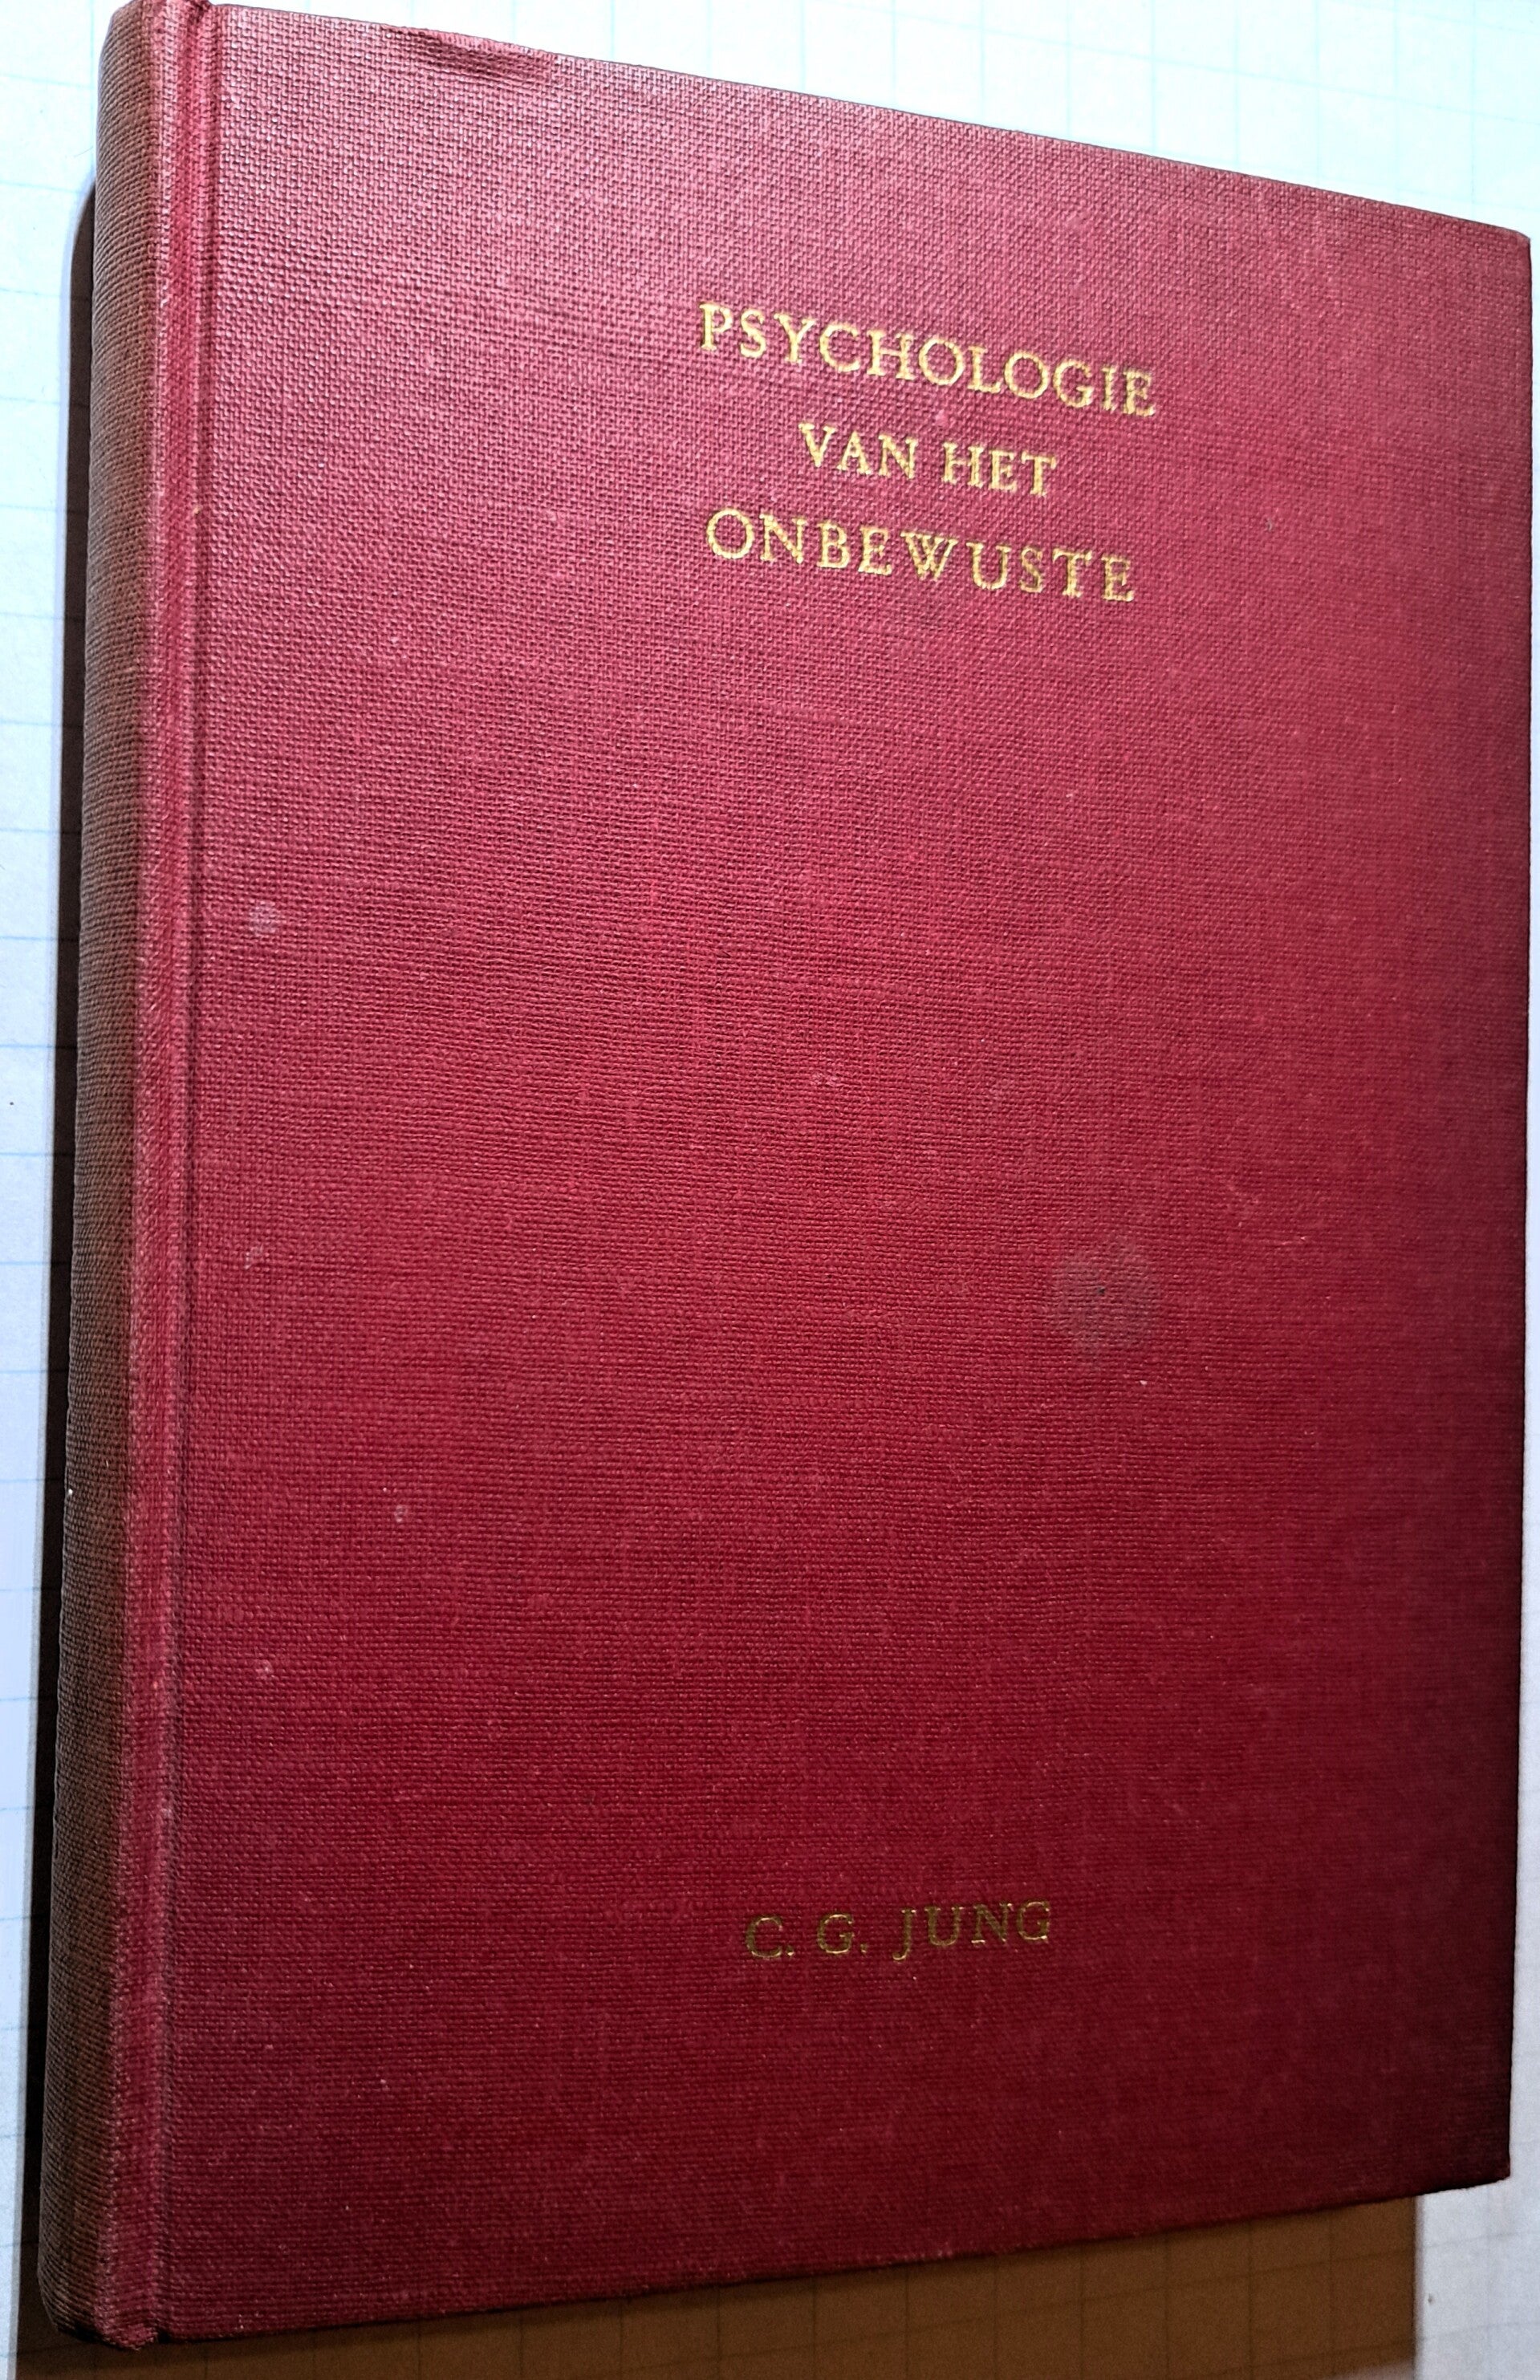 PSYCHOLOGIE
VAN HET
ONBEWUSTE
C. G. JUNG